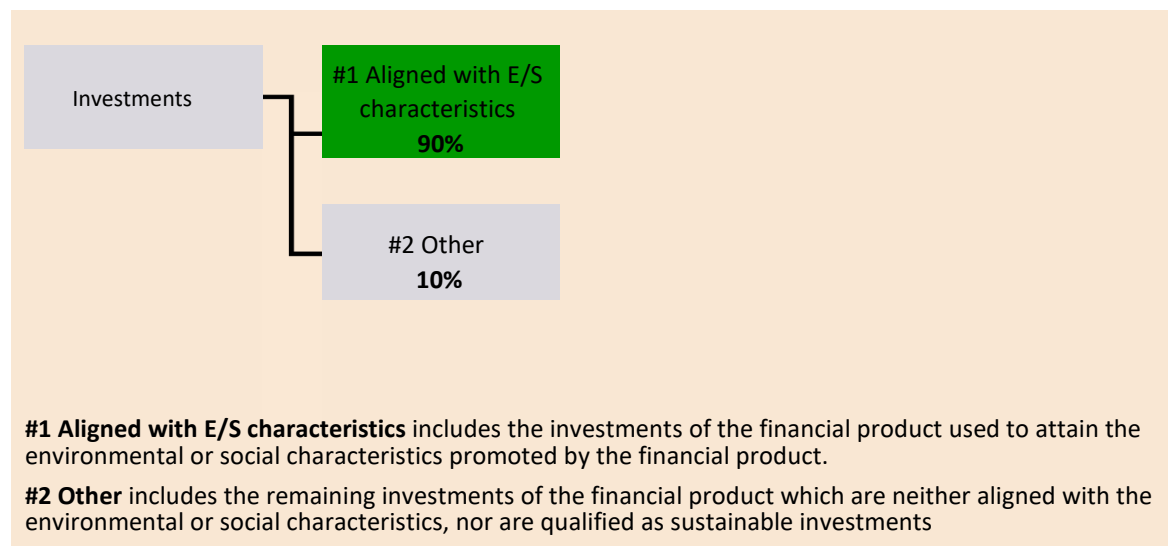 Investments
#1 Aligned with E/S
characteristics
90%
#2 Other
10%
#1 Aligned with E/S characteristics includes the investments of the financial product used to attain the
environmental or social characteristics promoted by the financial product.
#2 Other includes the remaining investments of the financial product which are neither aligned with the
environmental or social characteristics, nor are qualified as sustainable investments